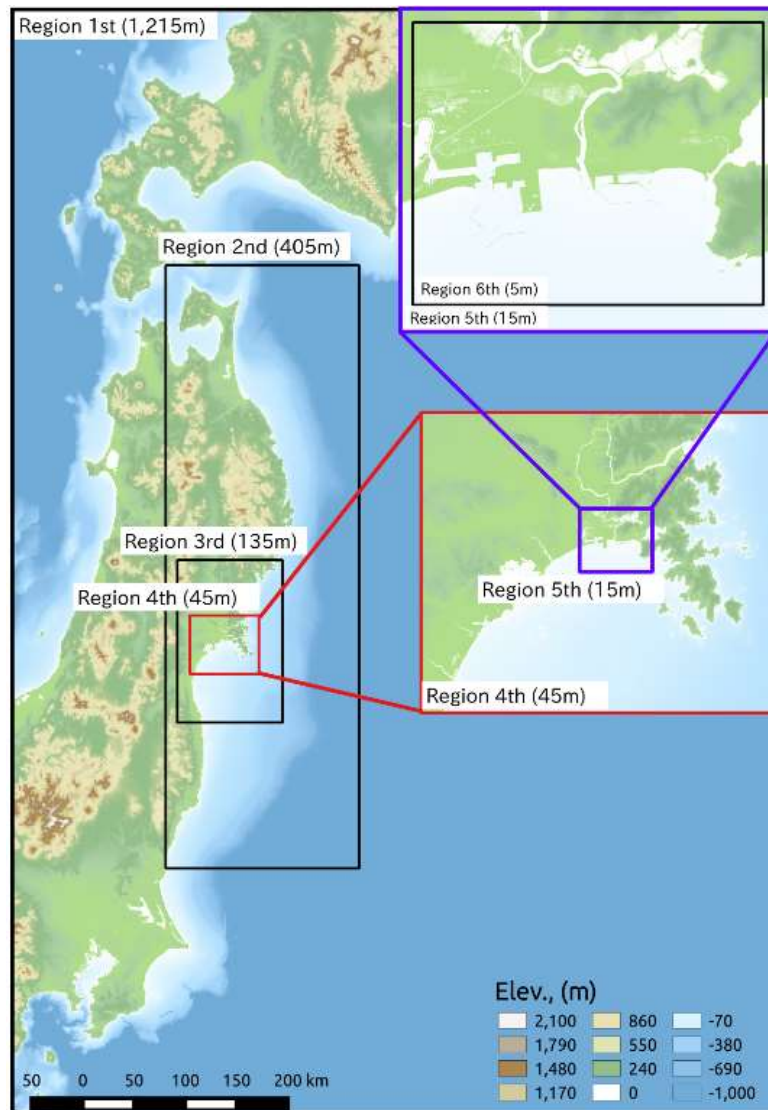 Region 1st (1,215m)
Region 6th (5m)
Region 5th (15m)
Region 2nd (405m)
Region 3rd (135m)
Region 4th (45m)
Region 5th (15m)
Region 4th (45m)
Elev., (m)
2,100 860 -70
1,790 550 -380
1,480 240 -690
1,170 0 -1,000
50 0 50 100 150 200 km